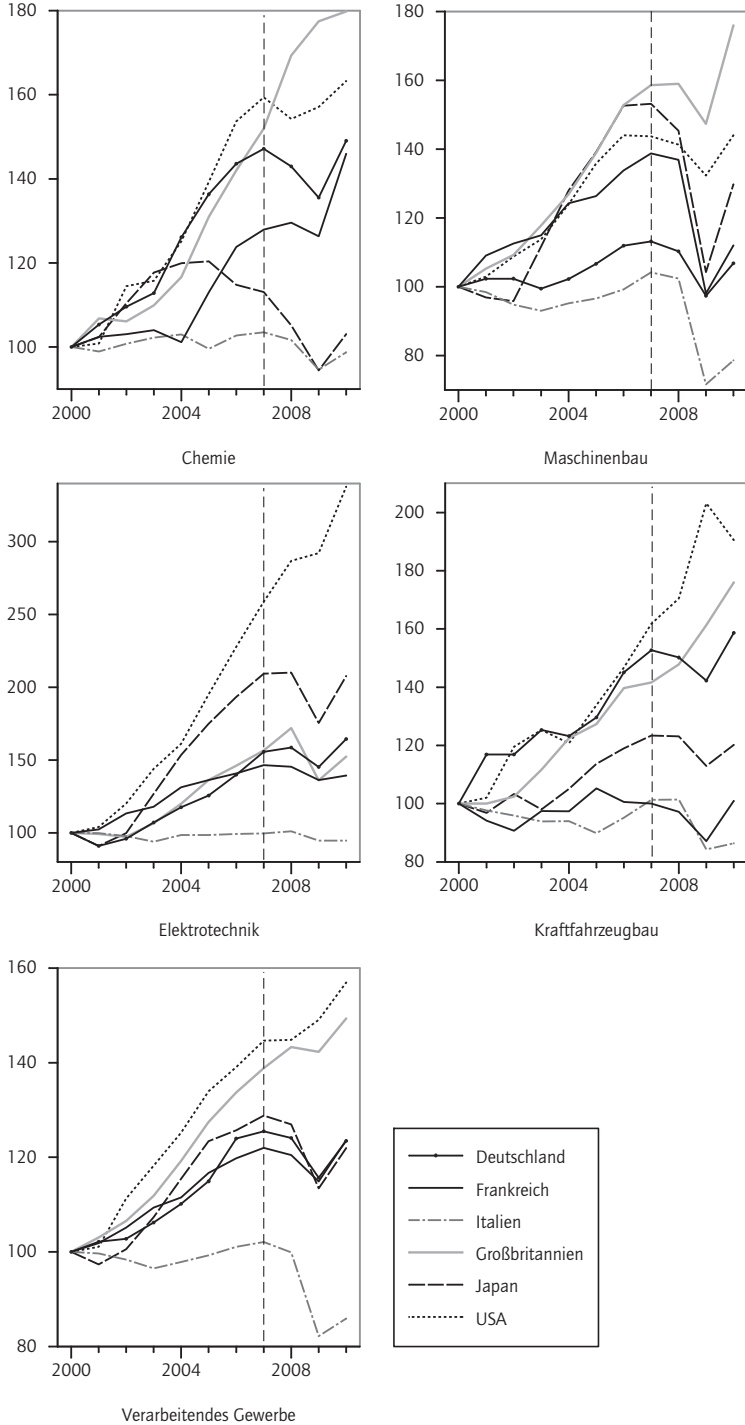 180
160
140
120
100
2000 2004 2008
Chemie
180
160
140
120
100
80
2000 2004 2008
Maschinenbau
300
250
200
150
100
2000 2004 2008
Elektrotechnik
200
180
160
140
120
100
80
2000 2004 2008
Kraftfahrzeugbau
160
140
120
100
80
2000 2004 2008
Verarbeitendes Gewerbe
Deutschland
Frankreich
Italien
Großbritannien
Japan
USA